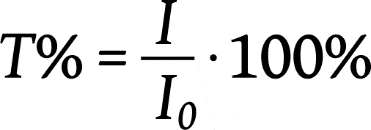 T% = I/I₀ · 100%